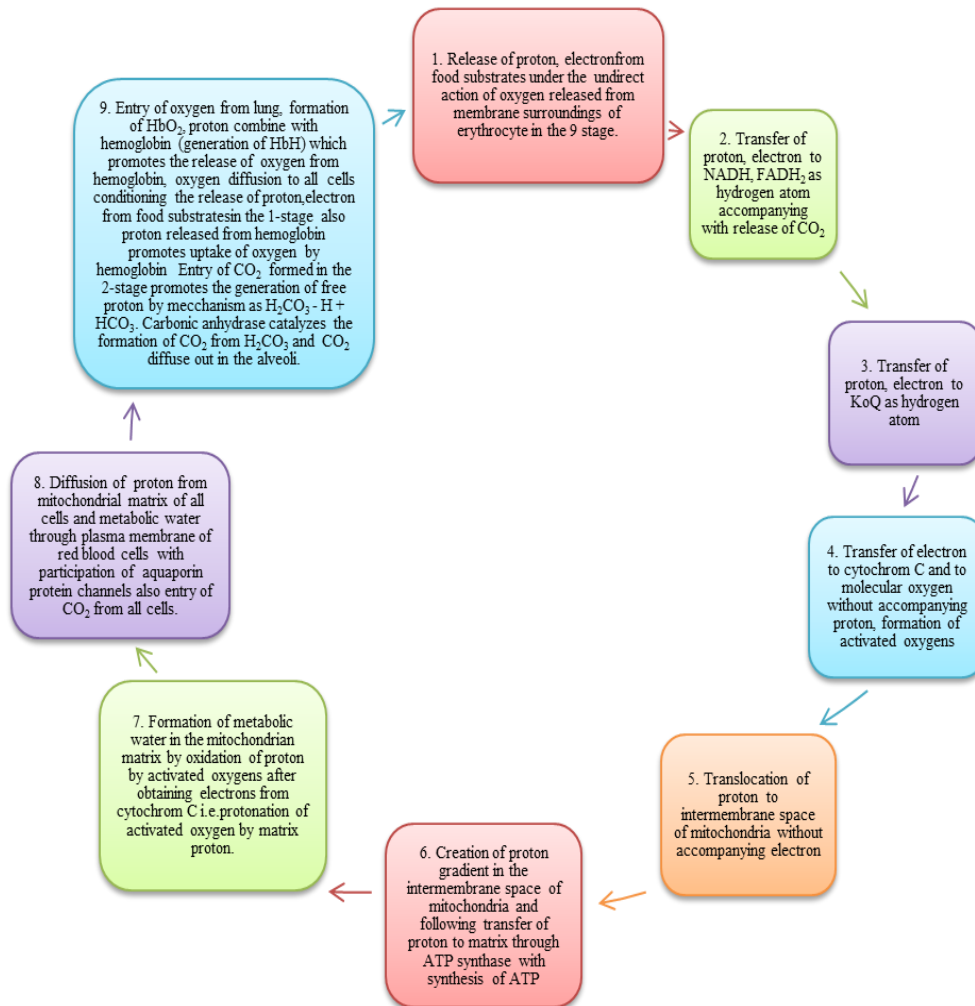 1. Release of proton, electronfrom
food substrates under the undirect
action of oxygen released from
membrane surroundings of
erythrocyte in the 9 stage.
2. Transfer of
proton, electron to
NADH, FADH₂ as
hydrogen atom
accompanying
with release of CO₂
3. Transfer of
proton, electron to
KoQ as hydrogen
atom
4. Transfer of electron
to cytochrom C and to
molecular oxygen
without accompanying
proton, formation of
activated oxygens
5. Translocation of
proton to
intermembrane space
of mitochondria without
accompanying electron
6. Creation of proton
gradient in the
intermembrane space of
mitochondria and
following transfer of
proton to matrix through
ATP synthase with
synthesis of ATP
7. Formation of metabolic
water in the mitochondrian
matrix by oxidation of proton
by activated oxygens after
obtaining electrons from
cytochrom C i.e.protonation of
activated oxygen by matrix
proton.
8. Diffusion of proton from
mitochondrial matrix of all
cells and metabolic water
through plasma membrane of
red blood cells with
participation of aquaporin
protein channels also entry of
CO₂ from all cells.
9. Entry of oxygen from lung, formation
of HbO₂, proton combine with
hemoglobin (generation of HbH) which
promotes the release of oxygen from
hemoglobin, oxygen diffusion to all cells
conditioning the release of proton,electron
from food substratesin the 1-stage also
proton released from hemoglobin
promotes uptake of oxygen by
hemoglobin Entry of CO₂ formed in the
2-stage promotes the generation of free
proton by mecchanism as H₂CO₃ - H +
HCO₃. Carbonic anhydrase catalyzes the
formation of CO₂ from H₂CO₃ and CO₂
diffuse out in the alveoli.